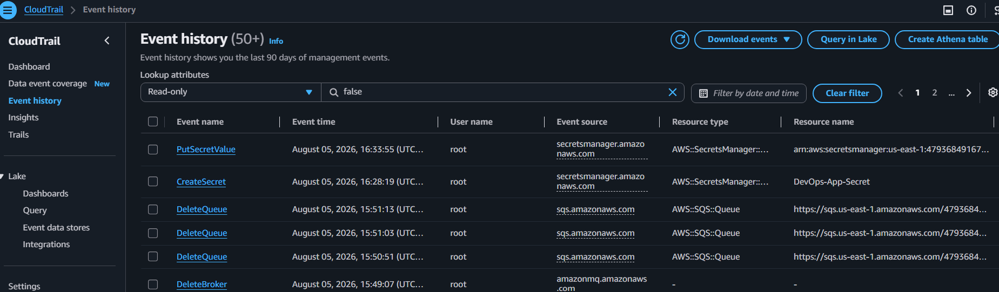 CloudTrail > Event history
CloudTrail
Dashboard
Data event coverage New
Event history
Insights
Trails
Lake
Dashboards
Query
Event data stores
Integrations
Settings
Event history (50+) Info
Download events
Query in Lake
Create Athena table
Event history shows you the last 90 days of management events.
Lookup attributes
Read-only
false
Filter by date and time
Clear filter
1 2 ...
Event name Event time User name Event source Resource type Resource name
PutSecretValue August 05, 2026, 16:33:55 (UTC... root secretsmanager.amazo AWS::SecretsManager::... arn:aws:secretsmanager:us-east-1:47936849167...
naws.com
CreateSecret August 05, 2026, 16:28:19 (UTC... root secretsmanager.amazo AWS::SecretsManager::... DevOps-App-Secret
naws.com
DeleteQueue August 05, 2026, 15:51:13 (UTC... root sqs.amazonaws.com AWS::SQS::Queue https://sqs.us-east-1.amazonaws.com/4793684...
DeleteQueue August 05, 2026, 15:51:03 (UTC... root sqs.amazonaws.com AWS::SQS::Queue https://sqs.us-east-1.amazonaws.com/4793684...
DeleteQueue August 05, 2026, 15:50:51 (UTC... root sqs.amazonaws.com AWS::SQS::Queue https://sqs.us-east-1.amazonaws.com/4793684...
DeleteBroker August 05, 2026, 15:49:07 (UTC... root amazonmq.amazonaws - -
.com